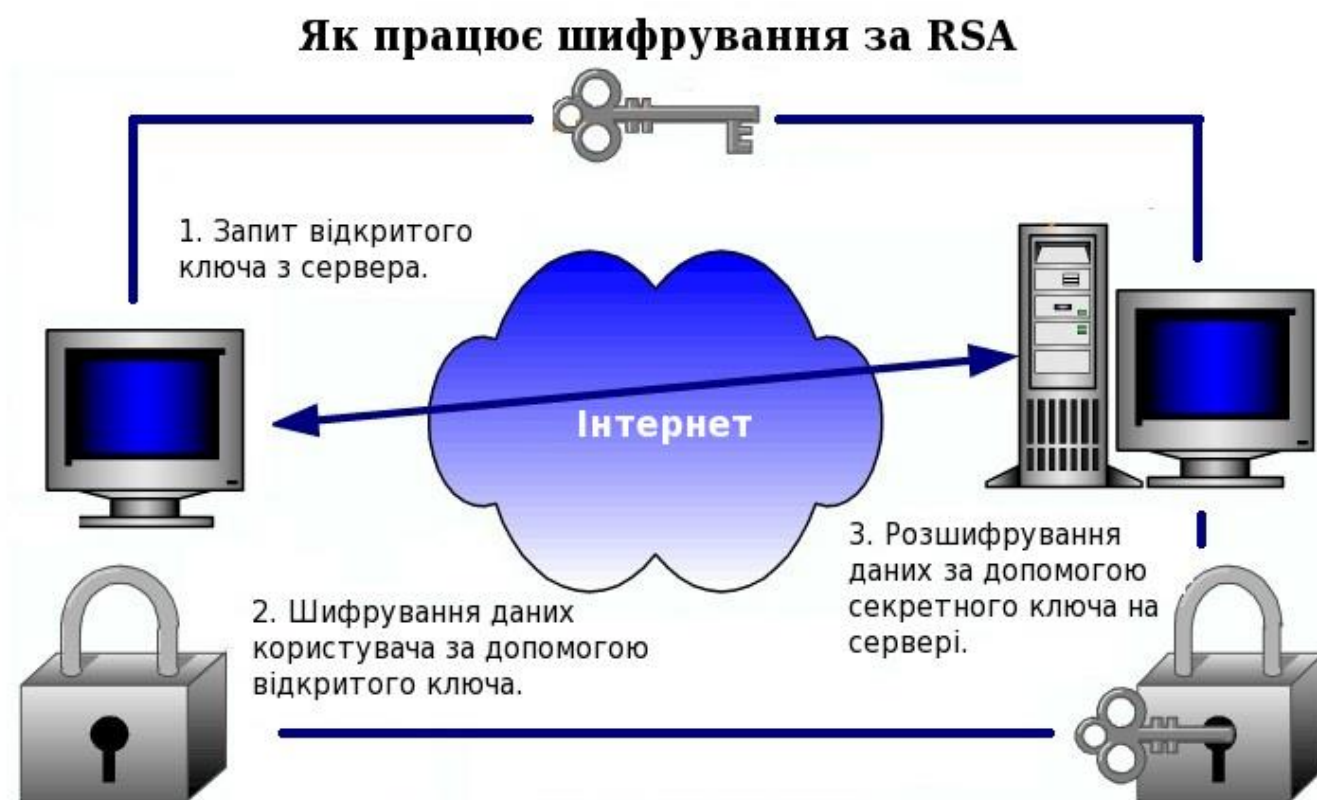 Як працює шифрування за RSA
1. Запит відкритого
ключа з сервера.
Інтернет
2. Шифрування даних
користувача за допомогою
відкритого ключа.
3. Розшифрування
даних за допомогою
секретного ключа на
сервері.